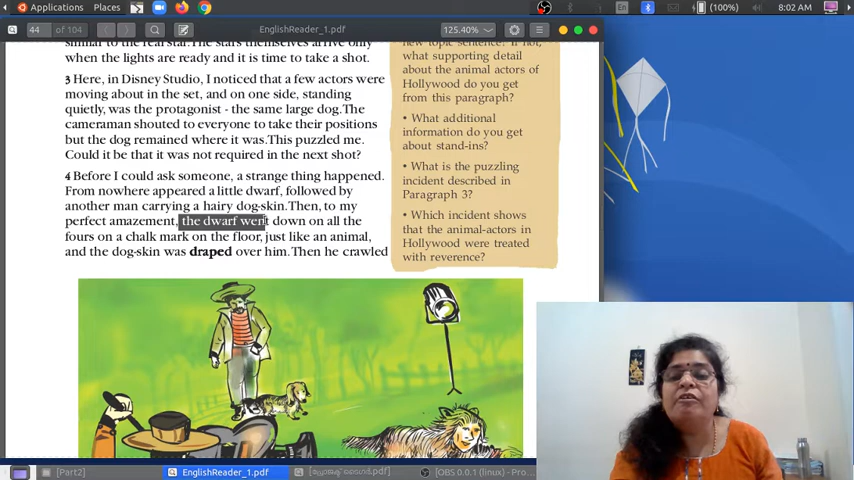 Applications Places
En
(100%)
8:02 AM
44 of 104
EnglishReader_1.pdf
125.40%
when the lights are ready and it is time to take a shot.
3 Here, in Disney Studio, I noticed that a few actors were
moving about in the set, and on one side, standing
quietly, was the protagonist - the same large dog. The
cameraman shouted to everyone to take their positions
but the dog remained where it was. This puzzled me.
Could it be that it was not required in the next shot?
4 Before I could ask someone, a strange thing happened.
From nowhere appeared a little dwarf, followed by
another man carrying a hairy dog-skin. Then, to my
perfect amazement, the dwarf went down on all the
fours on a chalk mark on the floor, just like an animal,
and the dog-skin was draped over him. Then he crawled
new topic sentence? If not,
what supporting detail
about the animal actors of
Hollywood do you get
from this paragraph?
• What additional
information do you get
about stand-ins?
• What is the puzzling
incident described in
Paragraph 3?
• Which incident shows
that the animal-actors in
Hollywood were treated
with reverence?
[Part2]
EnglishReader_1.pdf
OBS 0.0.1 (linux) - Pro...